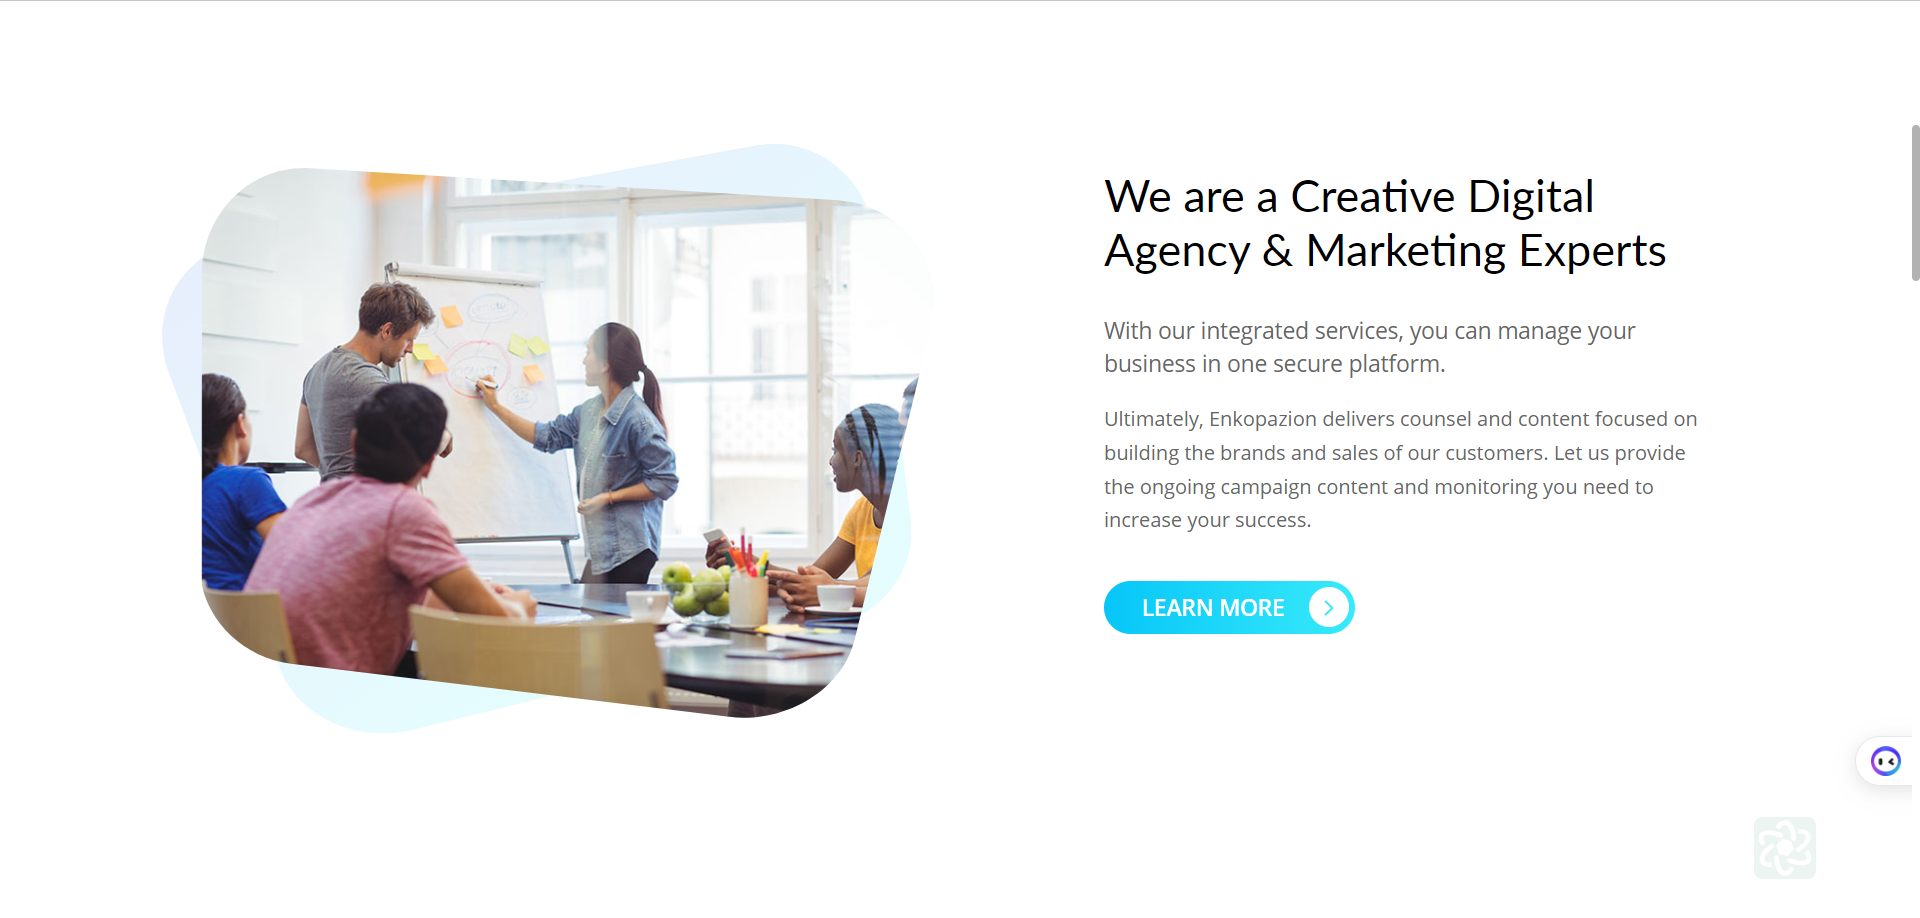 We are a Creative Digital
Agency & Marketing Experts
With our integrated services, you can manage your
business in one secure platform.
Ultimately, Enkopazion delivers counsel and content focused on
building the brands and sales of our customers. Let us provide
the ongoing campaign content and monitoring you need to
increase your success.
LEARN MORE